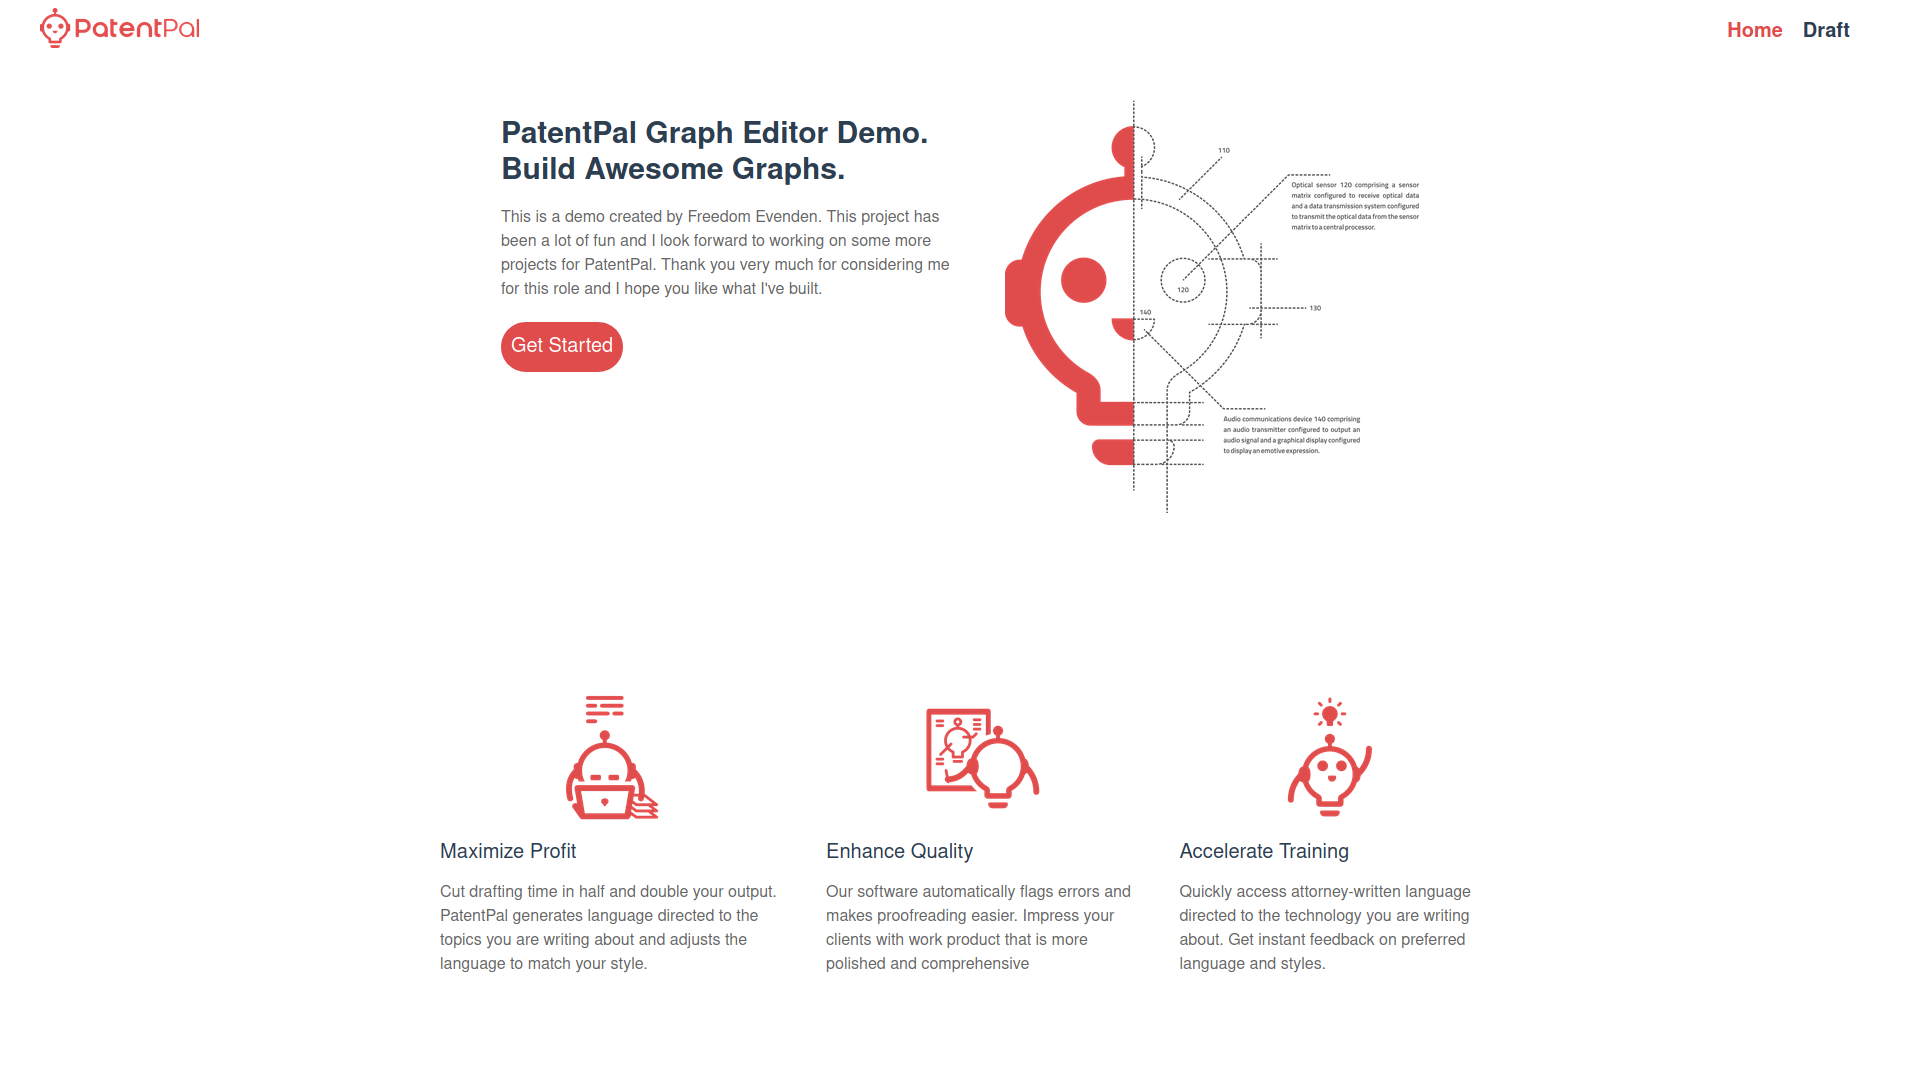 PatentPal
Home Draft
PatentPal Graph Editor Demo.
Build Awesome Graphs.
This is a demo created by Freedom Evenden. This project has
been a lot of fun and I look forward to working on some more
projects for PatentPal. Thank you very much for considering me
for this role and I hope you like what I've built.
Get Started
110
Optical sensor 120 comprising a sensor
matrix configured to receive optical data
and a data transmission system configured
to transmit the optical data from the sensor
matrix to a central processor.
120
130
140
Audio communications device 140 comprising
an audio transmitter configured to output an
audio signal and a graphical display configured
to display an emotive expression.
Maximize Profit
Cut drafting time in half and double your output.
PatentPal generates language directed to the
topics you are writing about and adjusts the
language to match your style.
Enhance Quality
Our software automatically flags errors and
makes proofreading easier. Impress your
clients with work product that is more
polished and comprehensive
Accelerate Training
Quickly access attorney-written language
directed to the technology you are writing
about. Get instant feedback on preferred
language and styles.